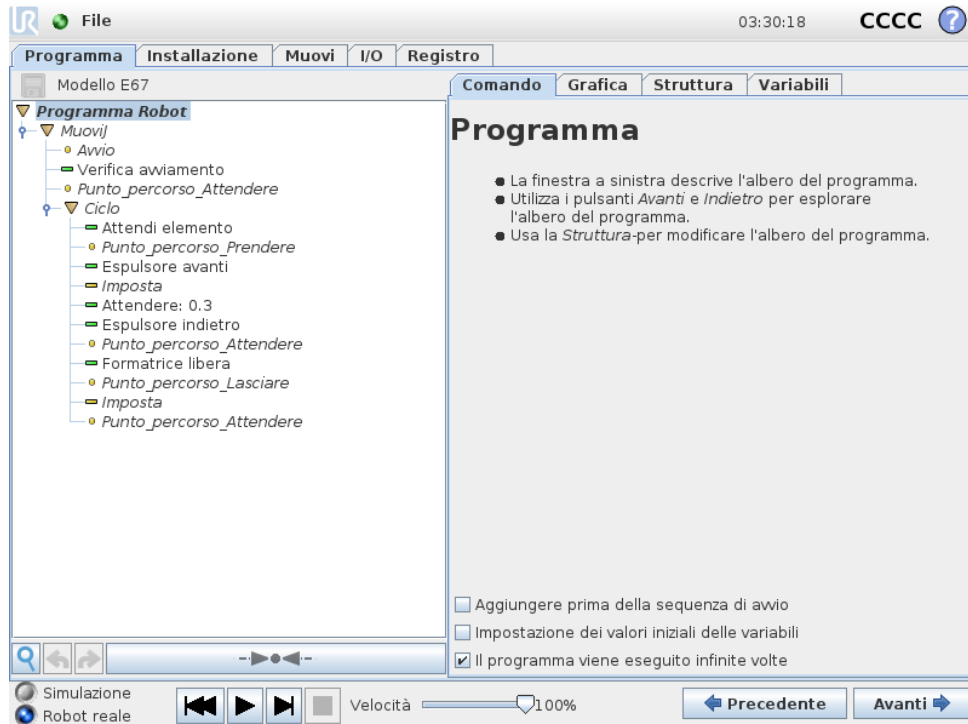 UR File 03:30:18 CCCC ?
Programma Installazione Muovi I/O Registro
Modello E67
Programma Robot
MuoviJ
Avvio
Verifica avviamento
Punto_percorso_Attendere
Ciclo
Attendi elemento
Punto_percorso_Prendere
Espulsore avanti
Imposta
Attendere: 0.3
Espulsore indietro
Punto_percorso_Attendere
Formatrice libera
Punto_percorso_Lasciare
Imposta
Punto_percorso_Attendere
Comando Grafica Struttura Variabili
Programma
La finestra a sinistra descrive l'albero del programma.
Utilizza i pulsanti Avanti e Indietro per esplorare
l'albero del programma.
Usa la Struttura-per modificare l'albero del programma.
Aggiungere prima della sequenza di avvio
Impostazione dei valori iniziali delle variabili
Il programma viene eseguito infinite volte
Simulazione
Robot reale
Velocità 100%
Precedente Avanti